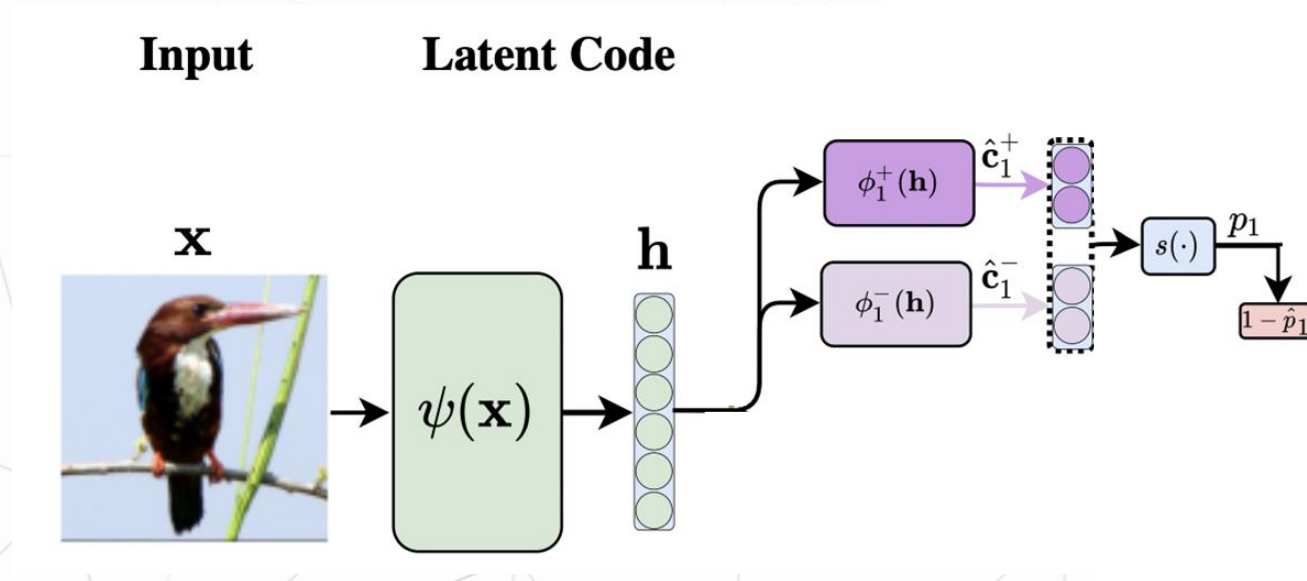 Input
Latent Code
x
ψ(x)
h
ϕ₁⁺(h)
ĉ₁⁺
ϕ₁⁻(h)
ĉ₁⁻
s(·)
p₁
1 − p̂₁